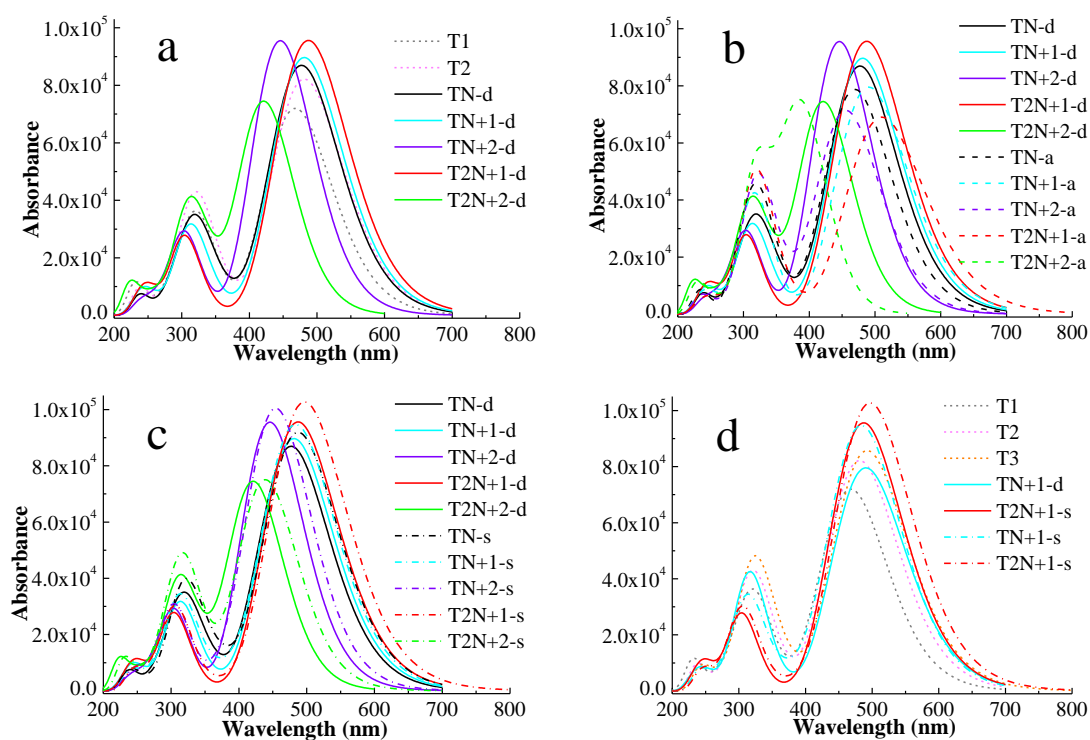 a
Absorbance
1.0x10⁵
8.0x10⁴
6.0x10⁴
4.0x10⁴
2.0x10⁴
0.0
200 300 400 500 600 700 800
Wavelength (nm)
T1
T2
TN-d
TN+1-d
TN+2-d
T2N+1-d
T2N+2-d
b
Absorbance
1.0x10⁵
8.0x10⁴
6.0x10⁴
4.0x10⁴
2.0x10⁴
0.0
200 300 400 500 600 700 800
Wavelength (nm)
TN-d
TN+1-d
TN+2-d
T2N+1-d
T2N+2-d
TN-a
TN+1-a
TN+2-a
T2N+1-a
T2N+2-a
c
Absorbance
1.0x10⁵
8.0x10⁴
6.0x10⁴
4.0x10⁴
2.0x10⁴
0.0
200 300 400 500 600 700 800
Wavelength (nm)
TN-d
TN+1-d
TN+2-d
T2N+1-d
T2N+2-d
TN-s
TN+1-s
TN+2-s
T2N+1-s
T2N+2-s
d
Absorbance
1.0x10⁵
8.0x10⁴
6.0x10⁴
4.0x10⁴
2.0x10⁴
0.0
200 300 400 500 600 700 800
Wavelength (nm)
T1
T2
T3
TN+1-d
T2N+1-s
TN+1-s
T2N+1-s